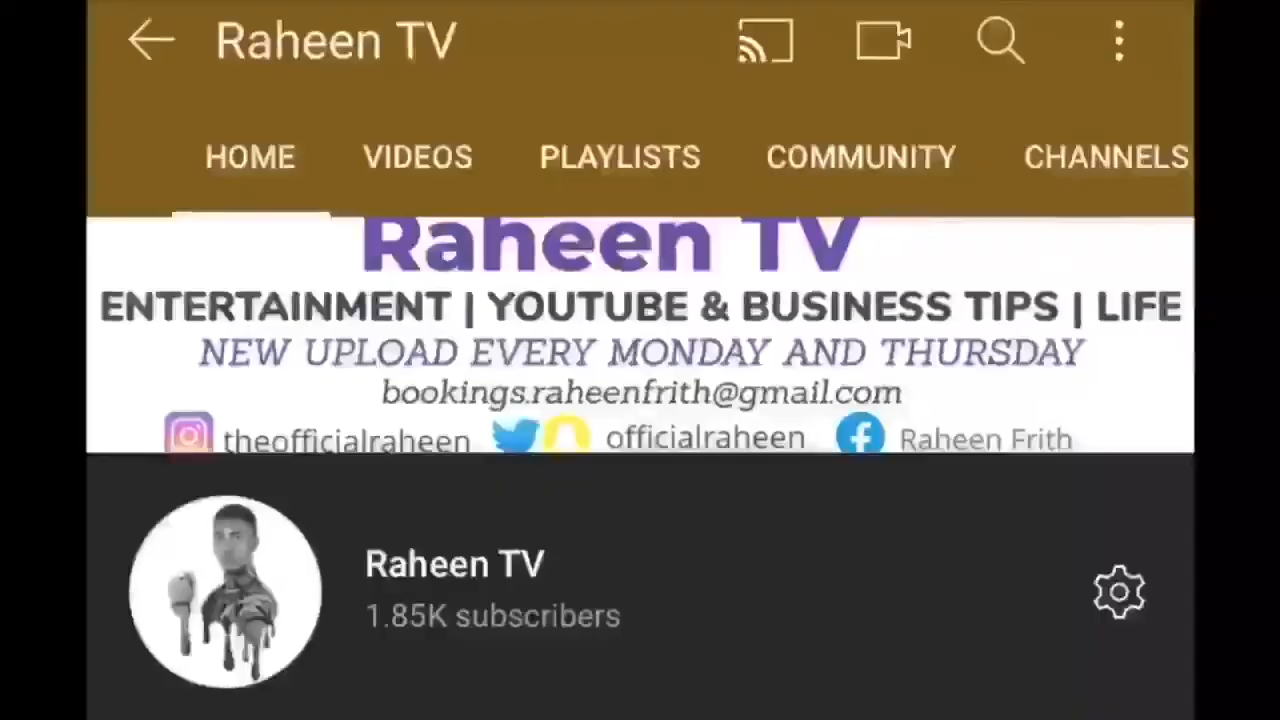 Raheen TV
HOME VIDEOS PLAYLISTS COMMUNITY CHANNELS
Raheen TV
ENTERTAINMENT | YOUTUBE & BUSINESS TIPS | LIFE
NEW UPLOAD EVERY MONDAY AND THURSDAY
bookings.raheenfrith@gmail.com
theofficialraheen officialraheen Raheen Frith
Raheen TV
1.85K subscribers